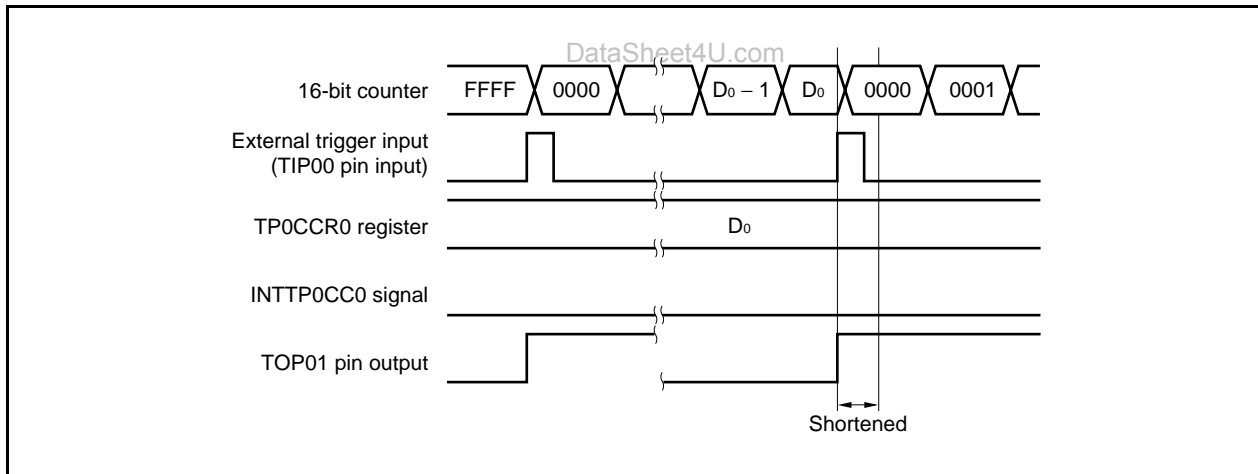 DataSheet4U.com
16-bit counter FFFF 0000 D0 – 1 D0 0000 0001
External trigger input
(TIP00 pin input)
TP0CCR0 register D0
INTTP0CC0 signal
TOP01 pin output
Shortened